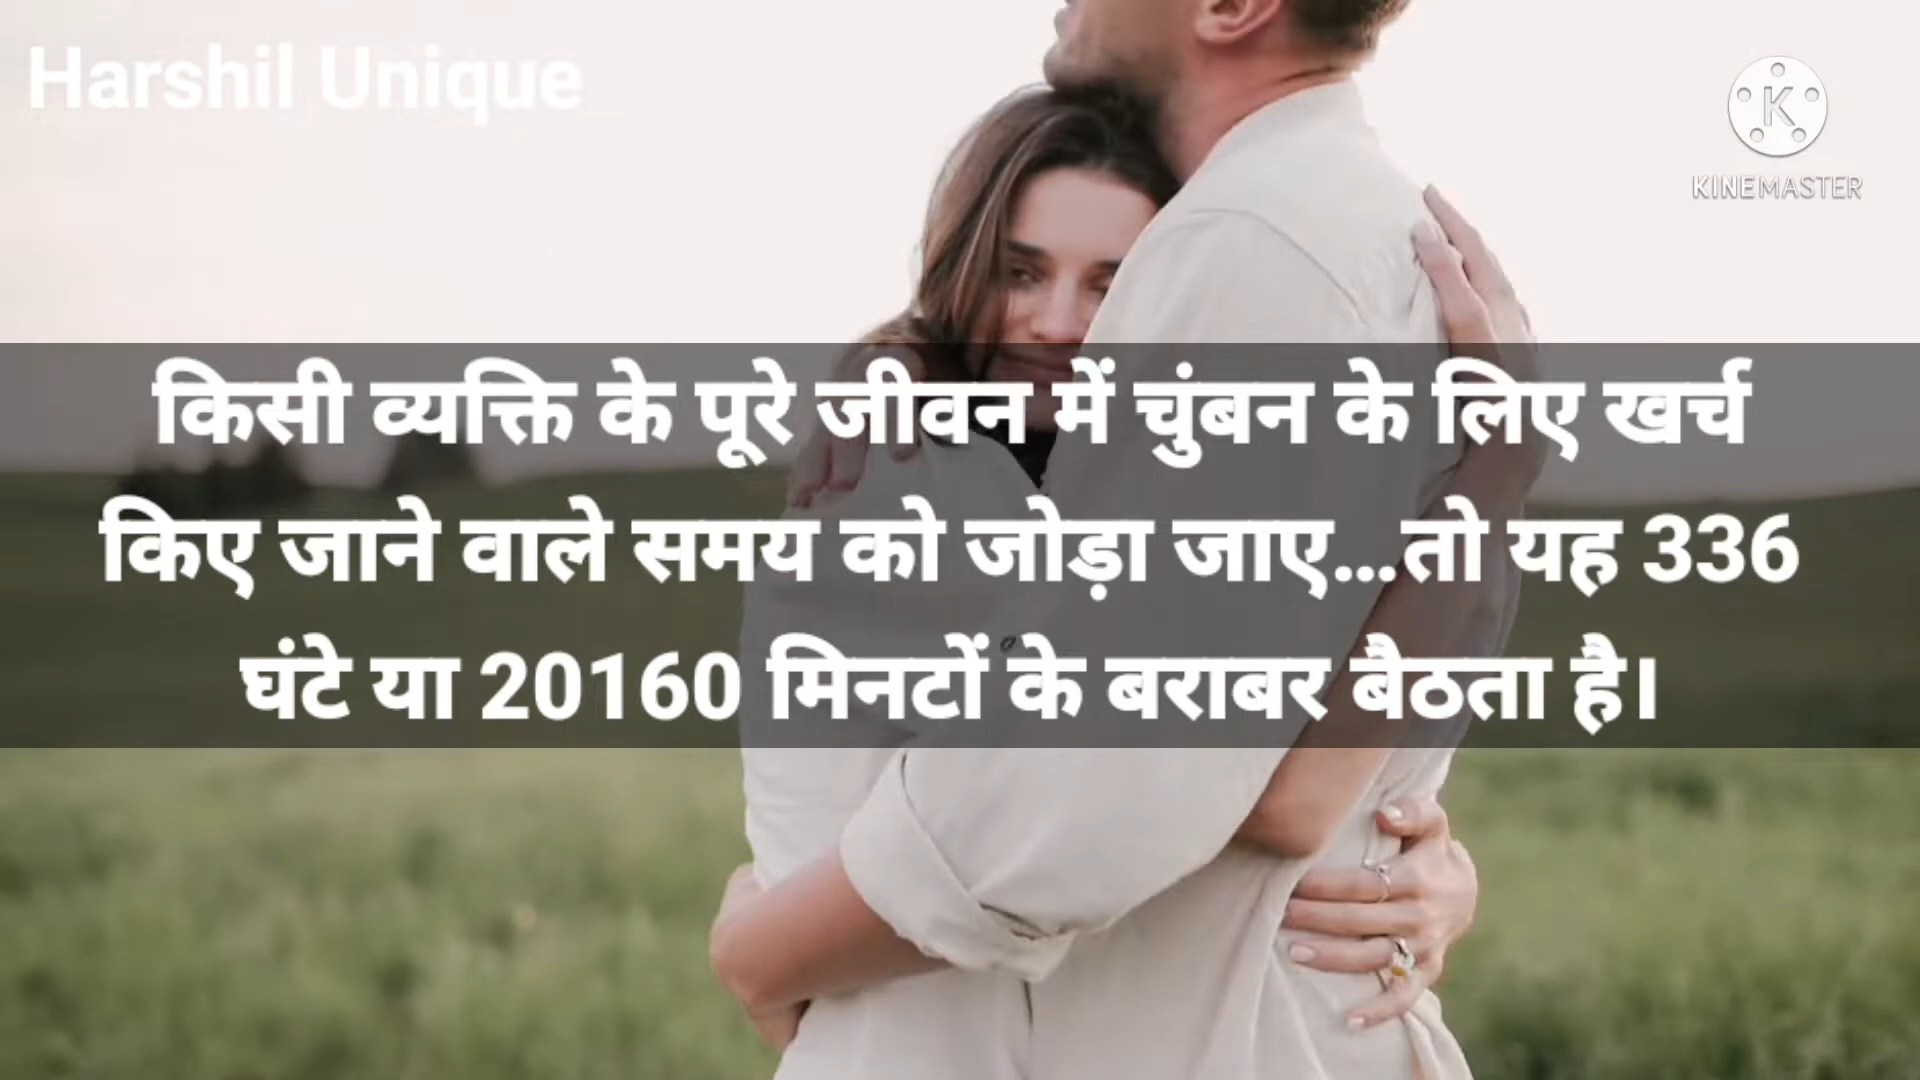 Harshil Unique
KINEMASTER
किसी व्यक्ति के पूरे जीवन में चुंबन के लिए खर्च
किए जाने वाले समय को जोड़ा जाए...तो यह 336
घंटे या 20160 मिनटों के बराबर बैठता है।